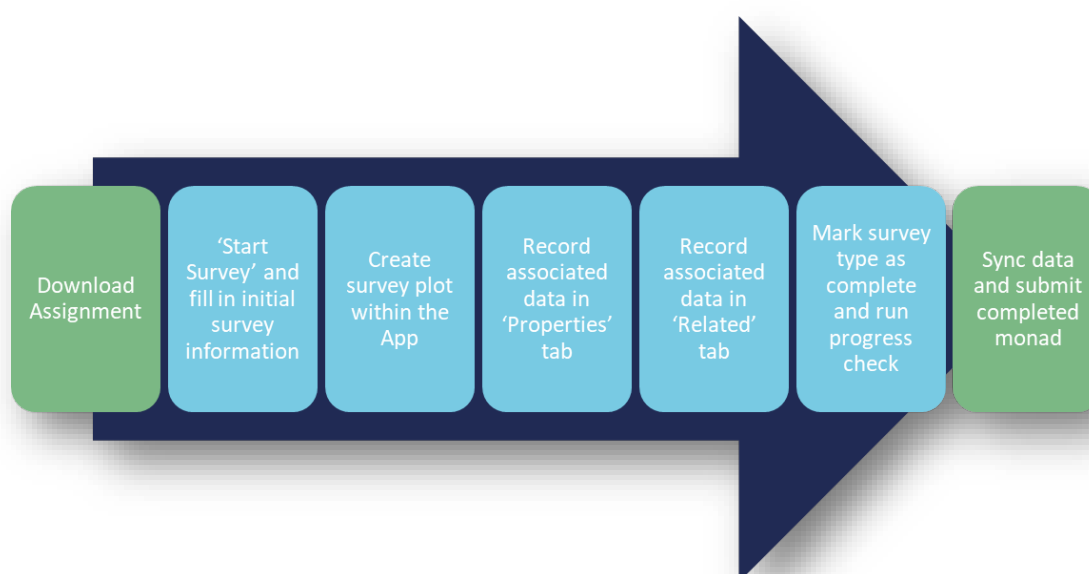 Download
Assignment
‘Start
Survey’ and
fill in initial
survey
information
Create
survey plot
within the
App
Record
associated
data in
‘Properties’
tab
Record
associated
data in
‘Related’
tab
Mark survey
type as
complete
and run
progress
check
Sync data
and submit
completed
monad